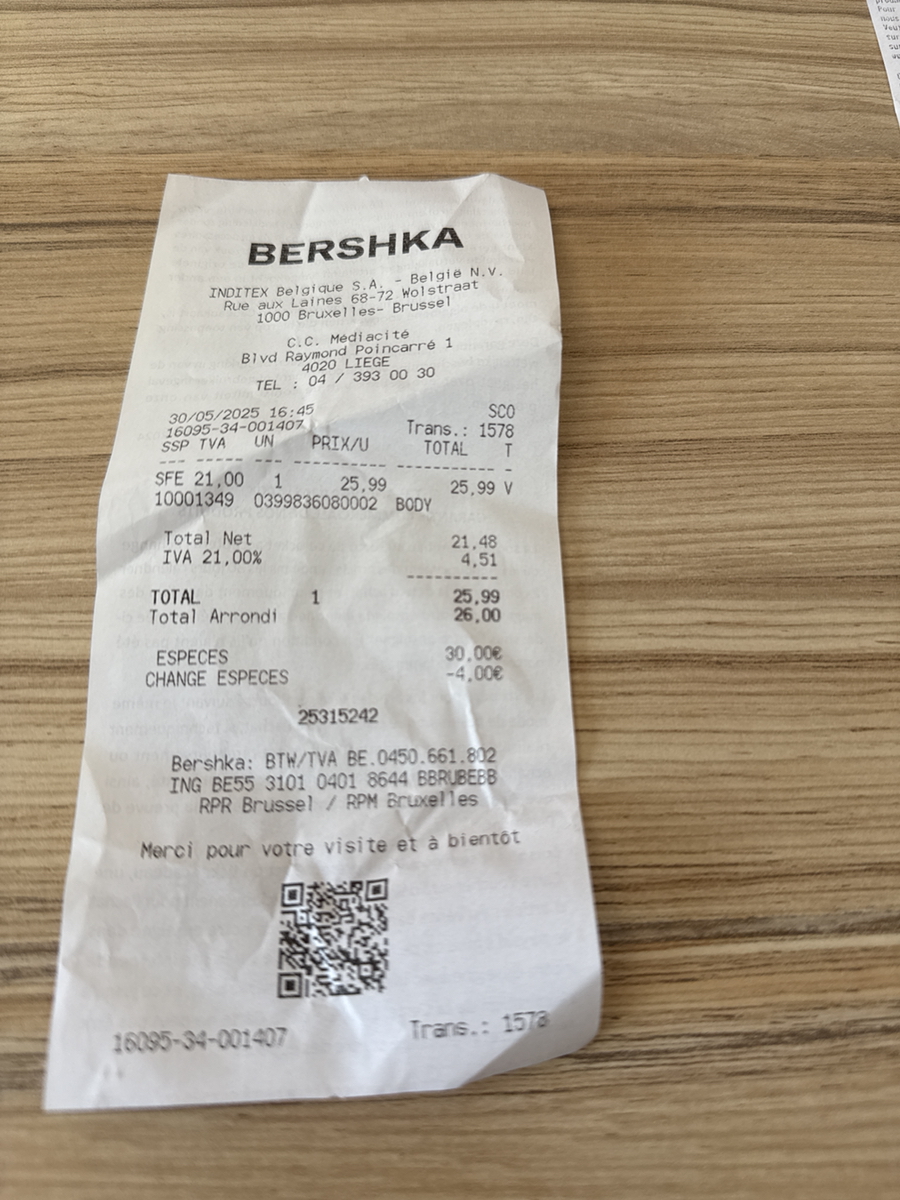 BERSHKA
INDITEX Belgique S.A. - België N.V.
Rue aux Laines 68-72 Wolstraat
1000 Bruxelles- Brussel
C.C. Médiacité
Blvd Raymond Poincarré 1
4020 LIEGE
TEL : 04 / 393 00 30
30/05/2025 16:45 SCO
16095-34-001407 Trans.: 1578
SSP TVA UN PRIX/U TOTAL T
--- --- --- ---------- ---------- -
SFE 21,00 1 25,99 25,99 V
10001349 0399836080002 BODY
Total Net 21,48
IVA 21,00% 4,51
----------
TOTAL 1 25,99
Total Arrondi 26,00
ESPECES 30,00€
CHANGE ESPECES -4,00€
25315242
Bershka: BTW/TVA BE.0450.661.802
ING BE55 3101 0401 8644 BBRUBEBB
RPR Brussel / RPM Bruxelles
Merci pour votre visite et à bientôt
16095-34-001407 Trans.: 1578
Pour
nous